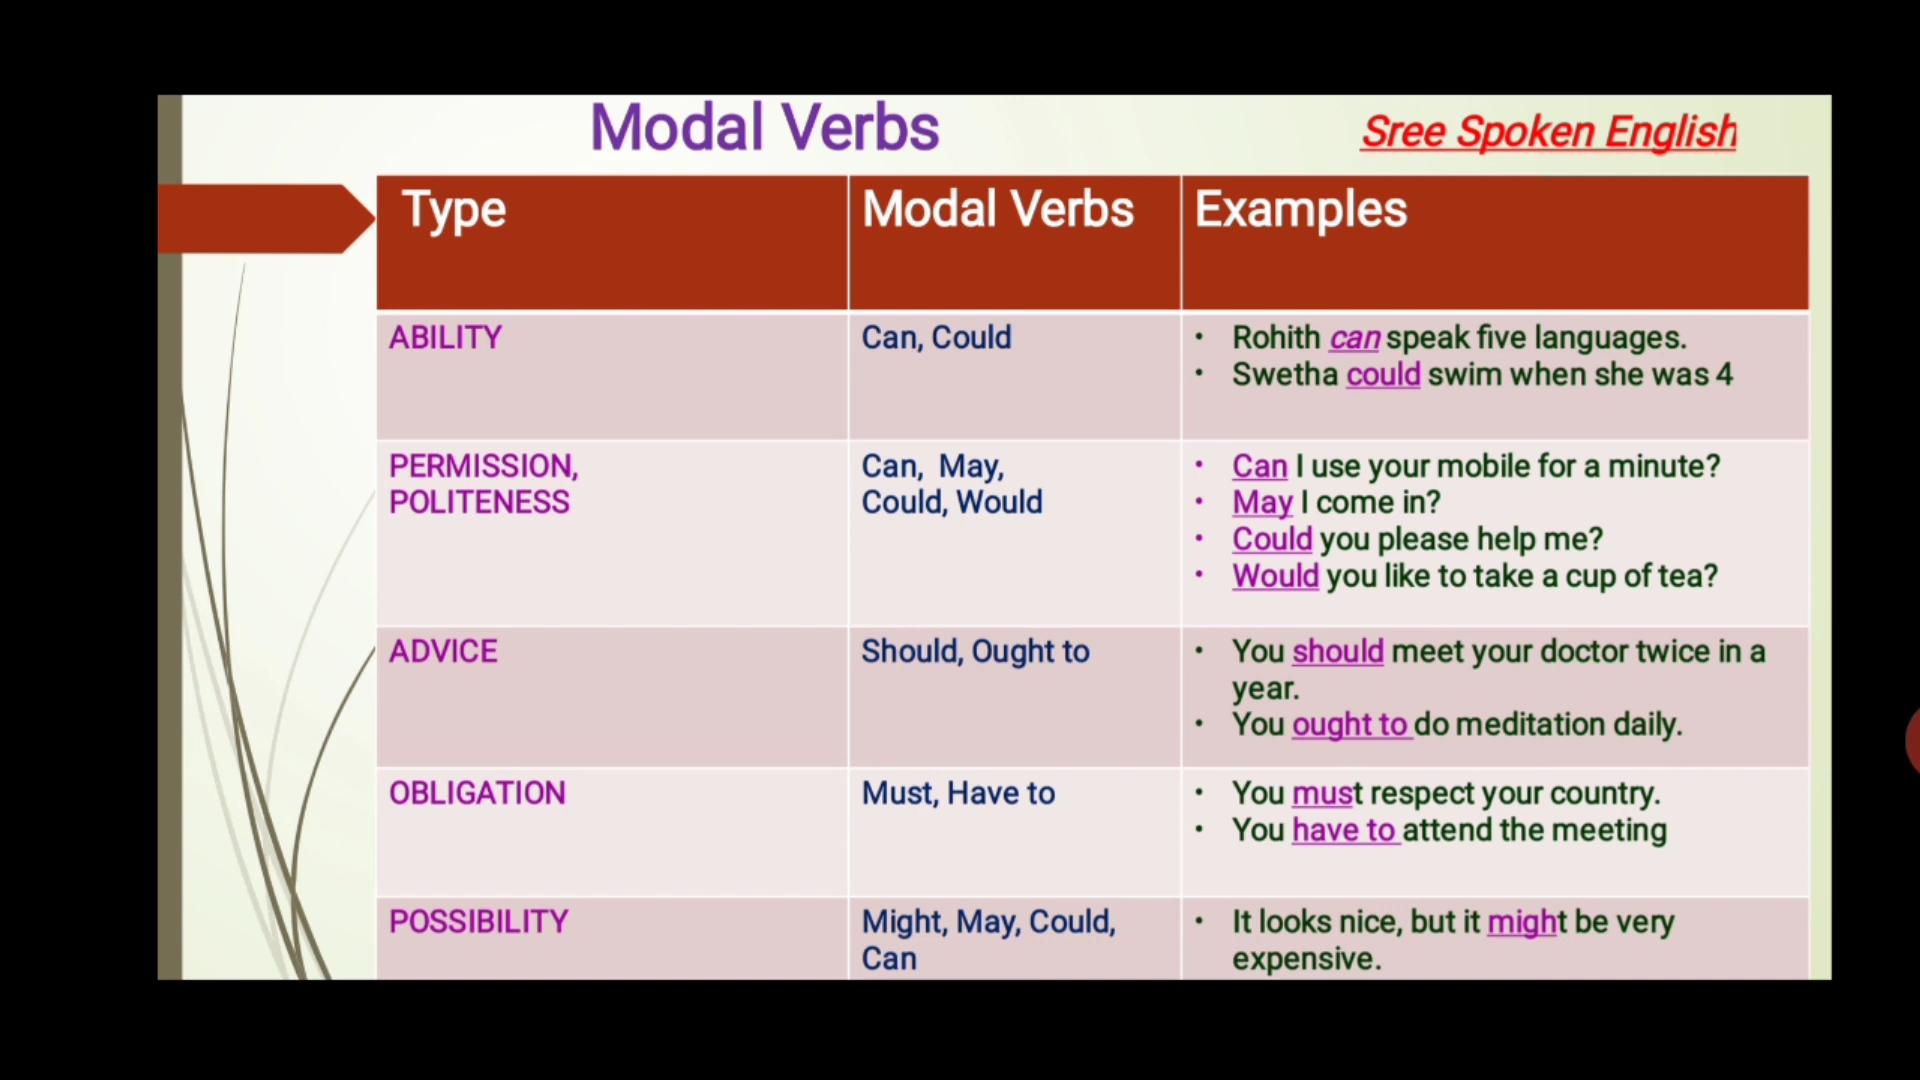 Modal Verbs
Sree Spoken English
Type
Modal Verbs
Examples
ABILITY
Can, Could
• Rohith can speak five languages.
• Swetha could swim when she was 4
PERMISSION,
POLITENESS
Can, May,
Could, Would
• Can I use your mobile for a minute?
• May I come in?
• Could you please help me?
• Would you like to take a cup of tea?
ADVICE
Should, Ought to
• You should meet your doctor twice in a
year.
• You ought to do meditation daily.
OBLIGATION
Must, Have to
• You must respect your country.
• You have to attend the meeting
POSSIBILITY
Might, May, Could,
Can
• It looks nice, but it might be very
expensive.